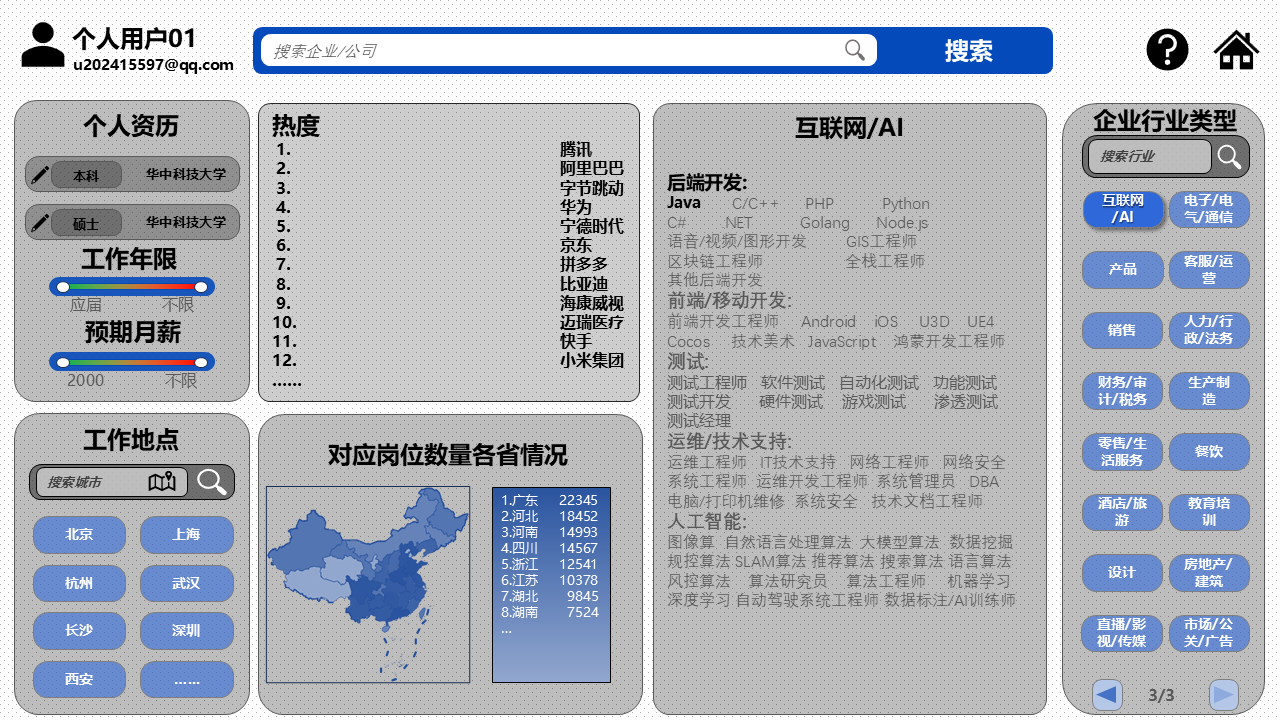 个人用户01
u202415597@qq.com
搜索企业/公司
搜索
个人资历
本科 华中科技大学
硕士 华中科技大学
工作年限
应届 不限
预期月薪
2000 不限
工作地点
搜索城市
北京 上海
杭州 武汉
长沙 深圳
西安 ……
热度
1. 腾讯
2. 阿里巴巴
3. 字节跳动
4. 华为
5. 宁德时代
6. 京东
7. 拼多多
8. 比亚迪
9. 海康威视
10. 迈瑞医疗
11. 快手
12. 小米集团
……
对应岗位数量各省情况
1.广东 22345
2.河北 18452
3.河南 14993
4.四川 14567
5.浙江 12541
6.江苏 10378
7.湖北 9845
8.湖南 7524
...
互联网/AI
后端开发:
Java C/C++ PHP Python
C# .NET Golang Node.js
语音/视频/图形开发 GIS工程师
区块链工程师 全栈工程师
其他后端开发
前端/移动开发:
前端开发工程师 Android iOS U3D UE4
Cocos 技术美术 JavaScript 鸿蒙开发工程师
测试:
测试工程师 软件测试 自动化测试 功能测试
测试开发 硬件测试 游戏测试 渗透测试
测试经理
运维/技术支持:
运维工程师 IT技术支持 网络工程师 网络安全
系统工程师 运维开发工程师 系统管理员 DBA
电脑/打印机维修 系统安全 技术文档工程师
人工智能:
图像算 自然语言处理算法 大模型算法 数据挖掘
规控算法 SLAM算法 推荐算法 搜索算法 语言算法
风控算法 算法研究员 算法工程师 机器学习
深度学习 自动驾驶系统工程师 数据标注/AI训练师
企业行业类型
搜索行业
互联网
/AI
电子/电
气/通信
产品
客服/运
营
销售
人力/行
政/法务
财务/审
计/税务
生产制
造
零售/生
活服务
餐饮
酒店/旅
游
教育培
训
设计
房地产/
建筑
直播/影
视/传媒
市场/公
关/广告
3/3